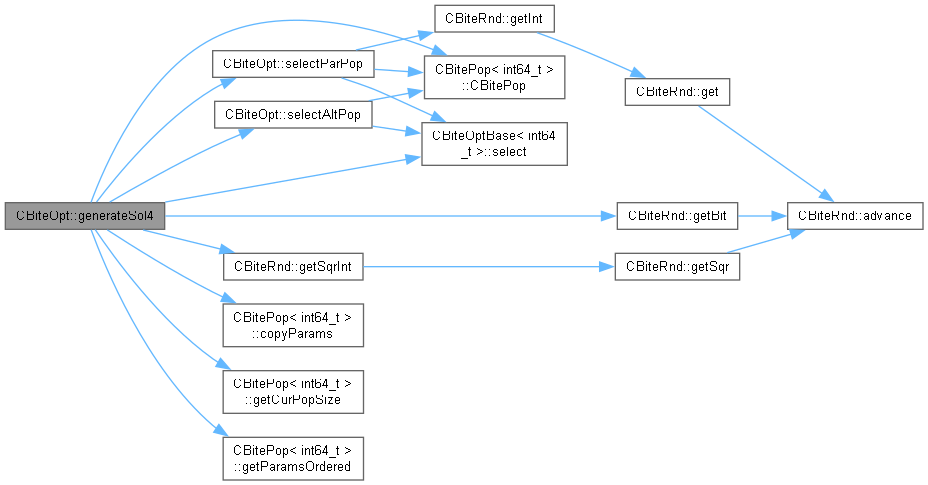 CBiteRnd::getInt
CBiteOpt::selectParPop
CBitePop< int64_t >
::CBitePop
CBiteRnd::get
CBiteOpt::selectAltPop
CBiteOptBase< int64
_t >::select
CBiteOpt::generateSol4
CBiteRnd::getBit
CBiteRnd::advance
CBiteRnd::getSqrInt
CBiteRnd::getSqr
CBitePop< int64_t >
::copyParams
CBitePop< int64_t >
::getCurPopSize
CBitePop< int64_t >
::getParamsOrdered